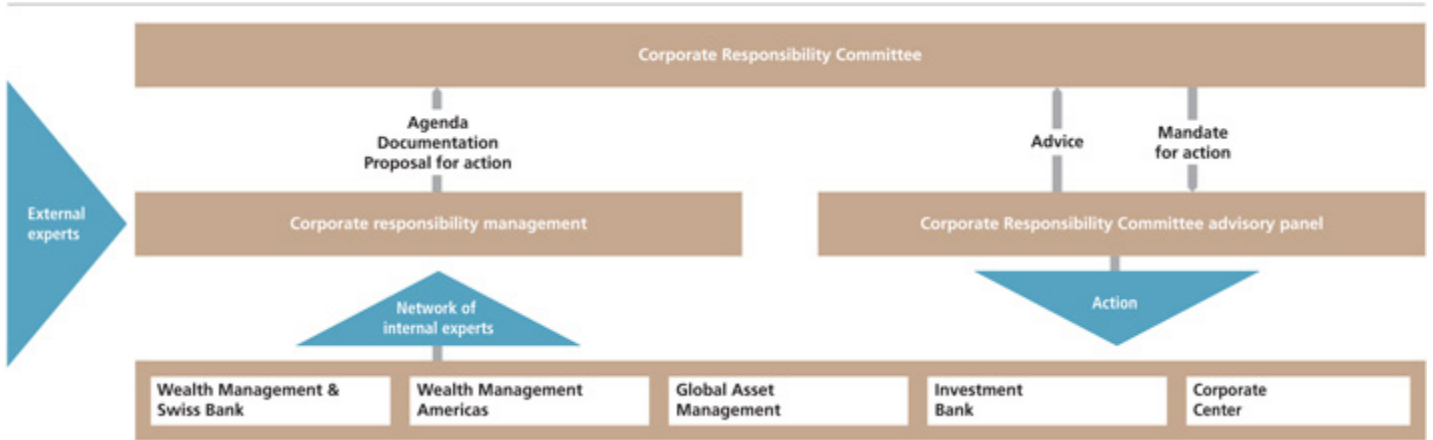 Corporate Responsibility Committee
Agenda
Documentation
Proposal for action
Advice
Mandate
for action
External
experts
Corporate responsibility management
Corporate Responsibility Committee advisory panel
Network of
internal experts
Action
Wealth Management &
Swiss Bank
Wealth Management
Americas
Global Asset
Management
Investment
Bank
Corporate
Center